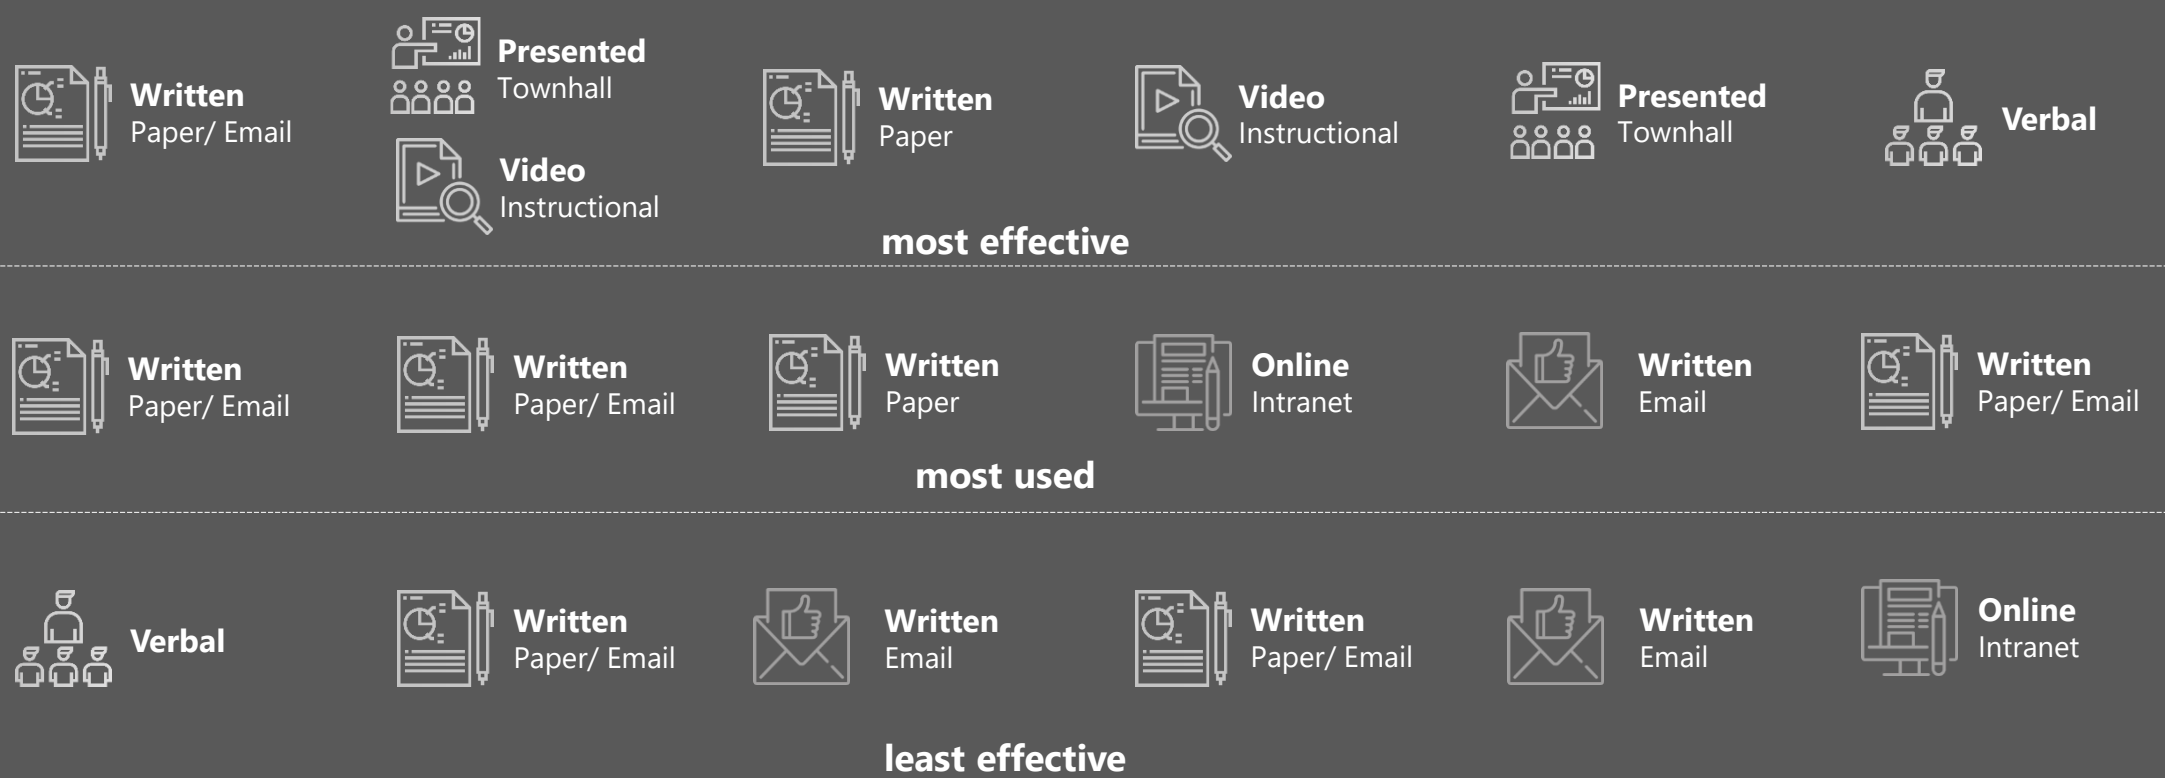 Written
Paper/ Email
Presented
Townhall
Video
Instructional
Written
Paper
Video
Instructional
Presented
Townhall
Verbal
most effective
Written
Paper/ Email
Written
Paper/ Email
Written
Paper
Online
Intranet
Written
Email
Written
Paper/ Email
most used
Verbal
Written
Paper/ Email
Written
Email
Written
Paper/ Email
Written
Email
Online
Intranet
least effective